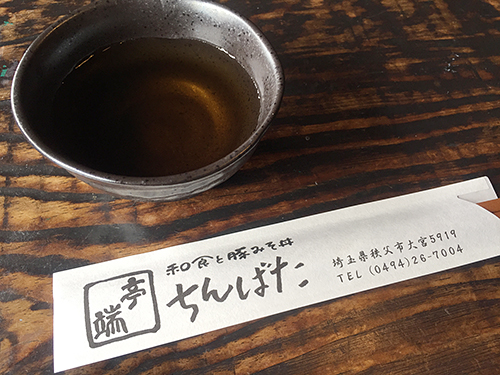 亭
端
和食と豚みそ丼
ちんばた
埼玉県秩父市大宮5919
TEL (0494)26-7004